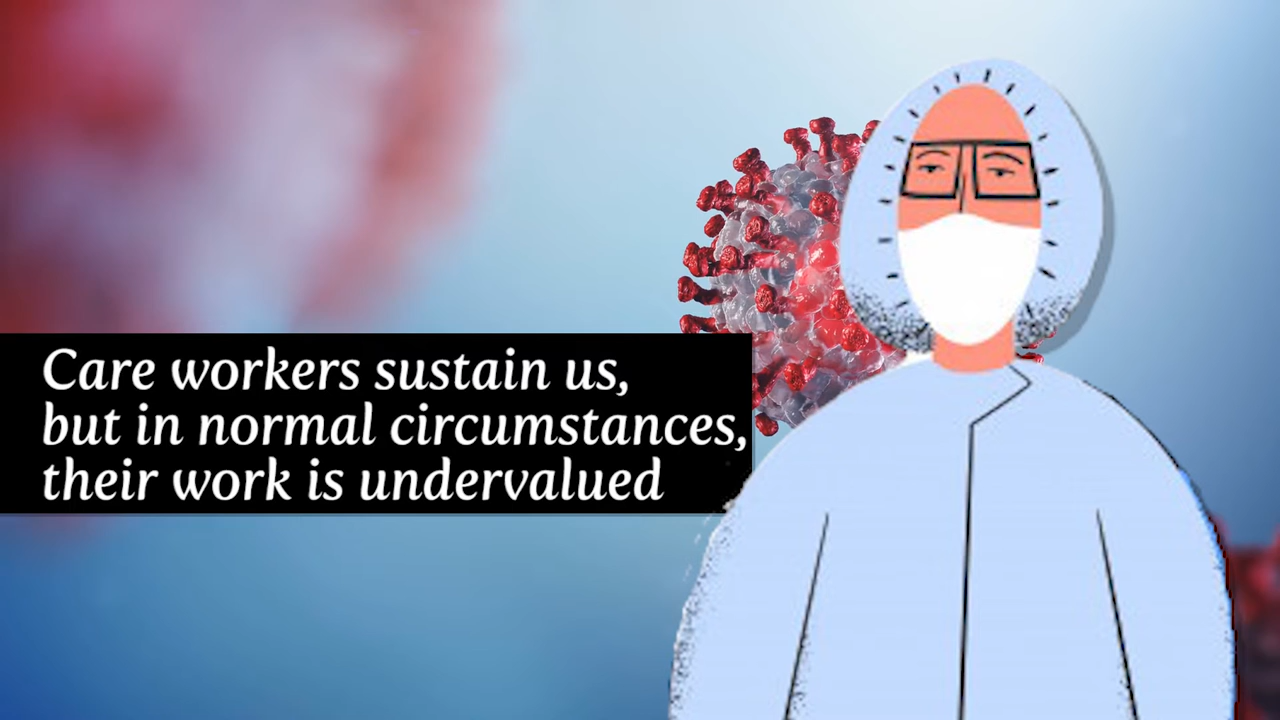 Care workers sustain us,
but in normal circumstances,
their work is undervalued